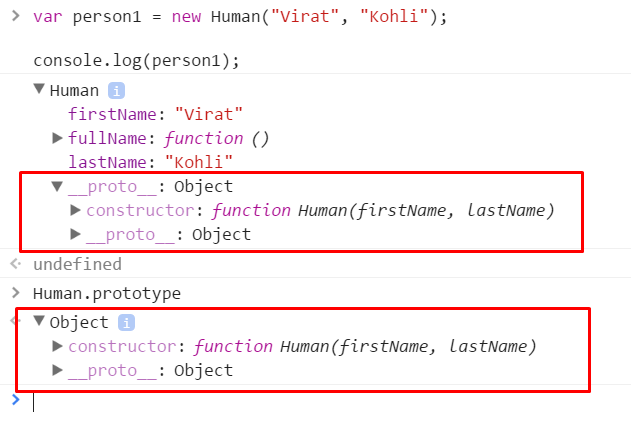 var person1 = new Human("Virat", "Kohli");
console.log(person1);
Human i
firstName: "Virat"
fullName: function ()
lastName: "Kohli"
__proto__: Object
constructor: function Human(firstName, lastName)
__proto__: Object
undefined
Human.prototype
Object i
constructor: function Human(firstName, lastName)
__proto__: Object